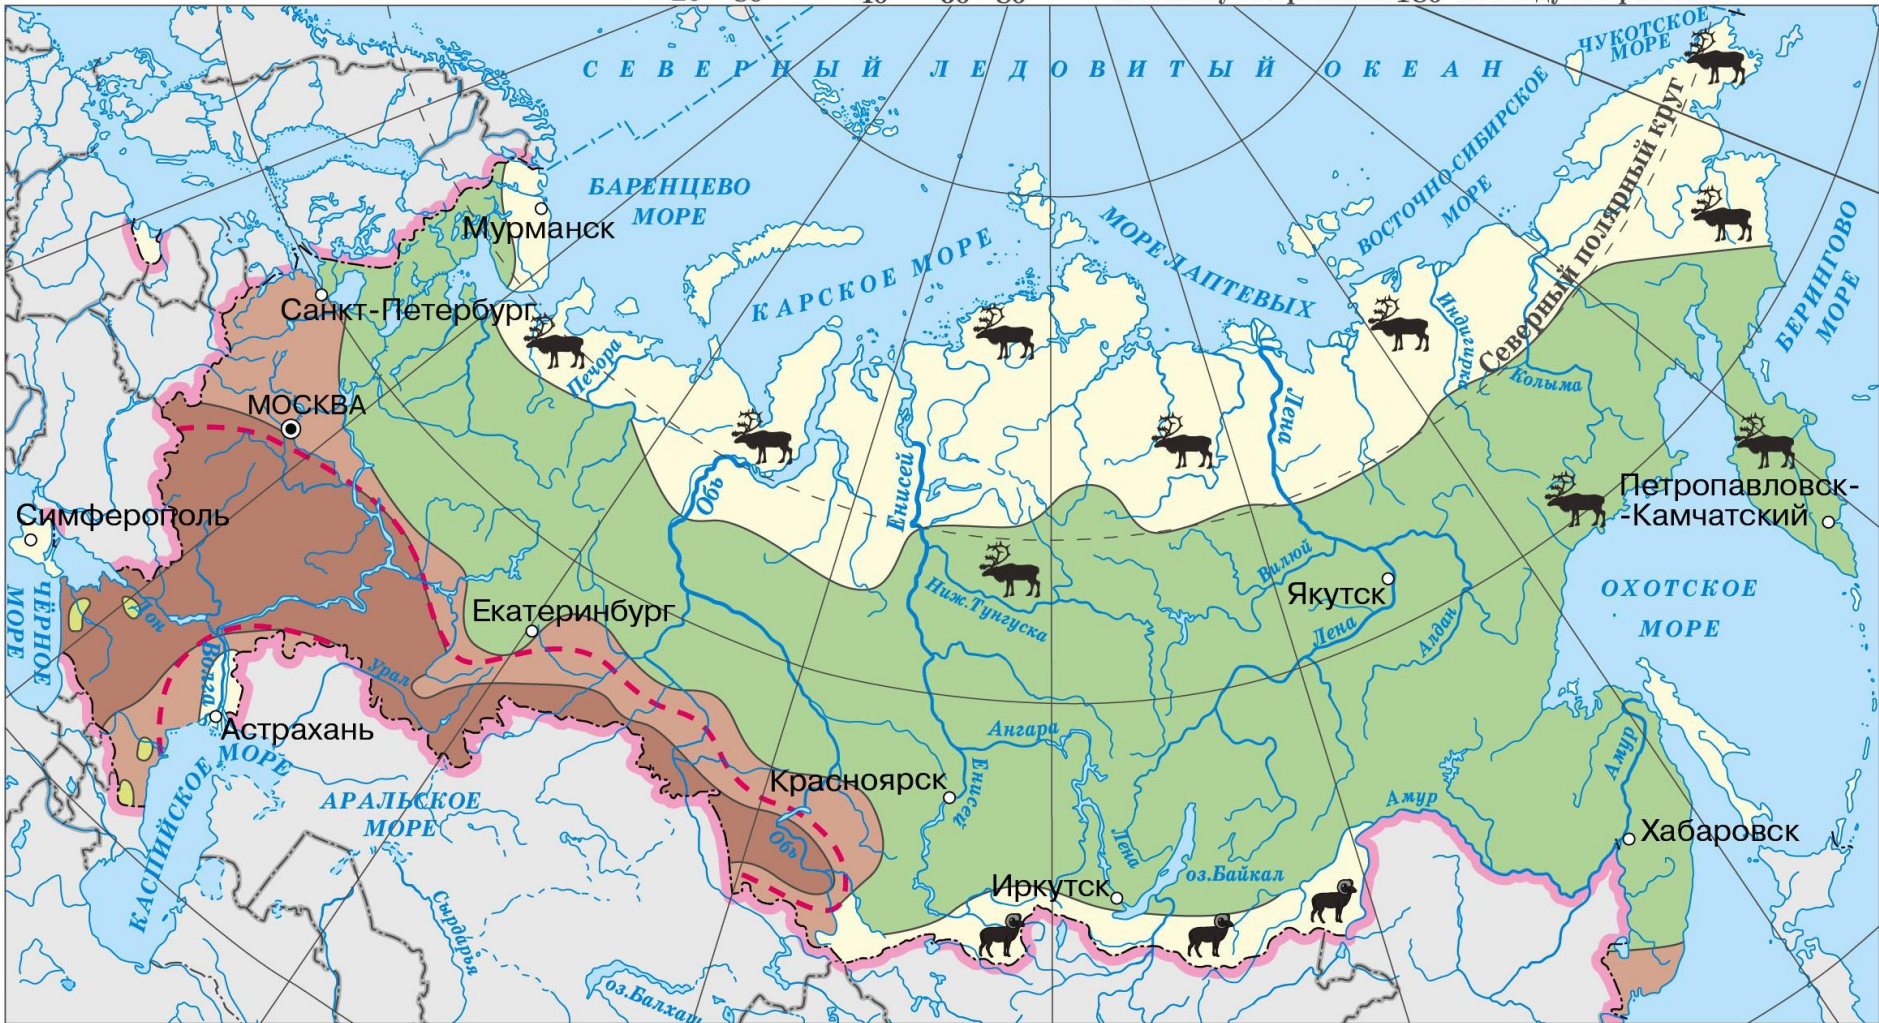 ЧУКОТСКОЕ
МОРЕ
СЕВЕРНЫЙ ЛЕДОВИТЫЙ ОКЕАН
ВОСТОЧНО-СИБИРСКОЕ
МОРЕ
Северный полярный круг
БАРЕНЦЕВО
МОРЕ
МОРЕ ЛАПТЕВЫХ
БЕРИНГОВО
МОРЕ
Мурманск
КАРСКОЕ МОРЕ
Санкт-Петербург
Печора
Индигирка
Колыма
МОСКВА
Лена
Обь
Енисей
Петропавловск-
-Камчатский
Симферополь
Вилюй
Якутск
ОХОТСКОЕ
МОРЕ
ЧЁРНОЕ
МОРЕ
Дон
Екатеринбург
Ниж.Тунгуска
Лена
Алдан
Волга
Урал
Астрахань
Ангара
Амур
КАСПИЙСКОЕ МОРЕ
АРАЛЬСКОЕ
МОРЕ
Красноярск
Енисей
Амур
Хабаровск
Обь
Лена
оз.Байкал
Иркутск
Сырдарья
оз.Балхаш